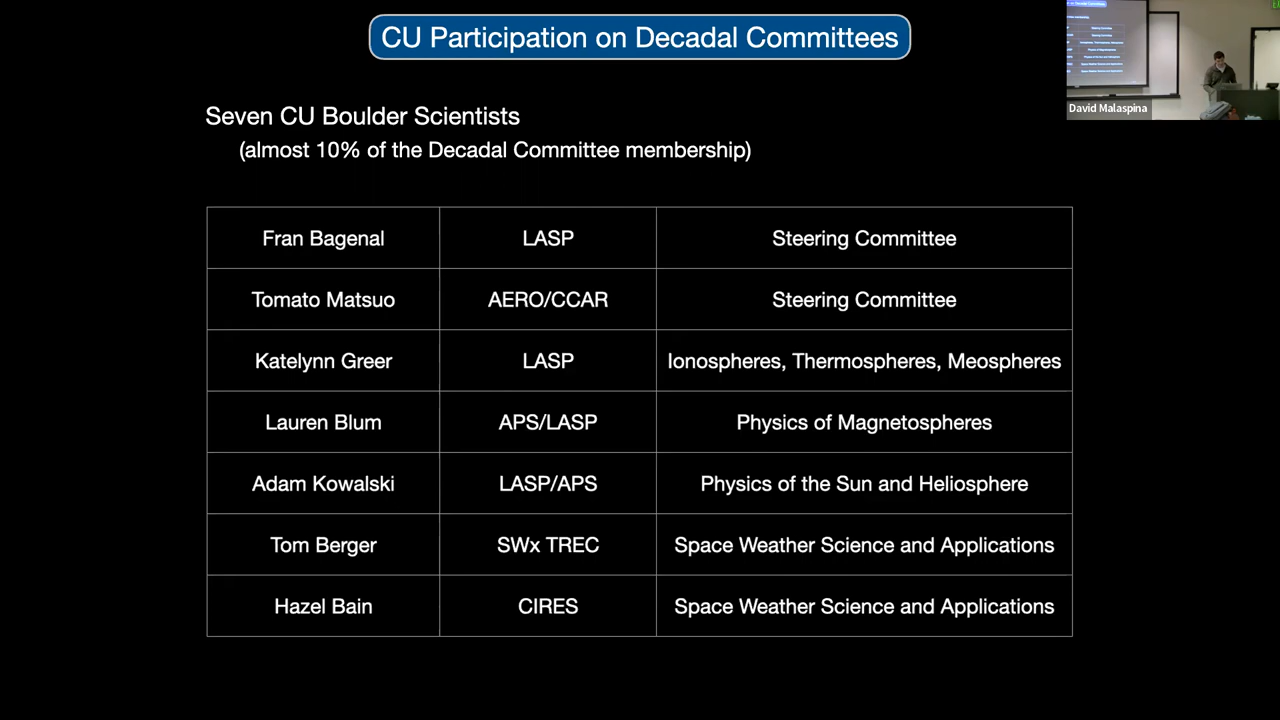 CU Participation on Decadal Committees
David Malaspina
Seven CU Boulder Scientists
(almost 10% of the Decadal Committee membership)
Fran Bagenal LASP Steering Committee
Tomato Matsuo AERO/CCAR Steering Committee
Katelynn Greer LASP Ionospheres, Thermospheres, Meospheres
Lauren Blum APS/LASP Physics of Magnetospheres
Adam Kowalski LASP/APS Physics of the Sun and Heliosphere
Tom Berger SWx TREC Space Weather Science and Applications
Hazel Bain CIRES Space Weather Science and Applications